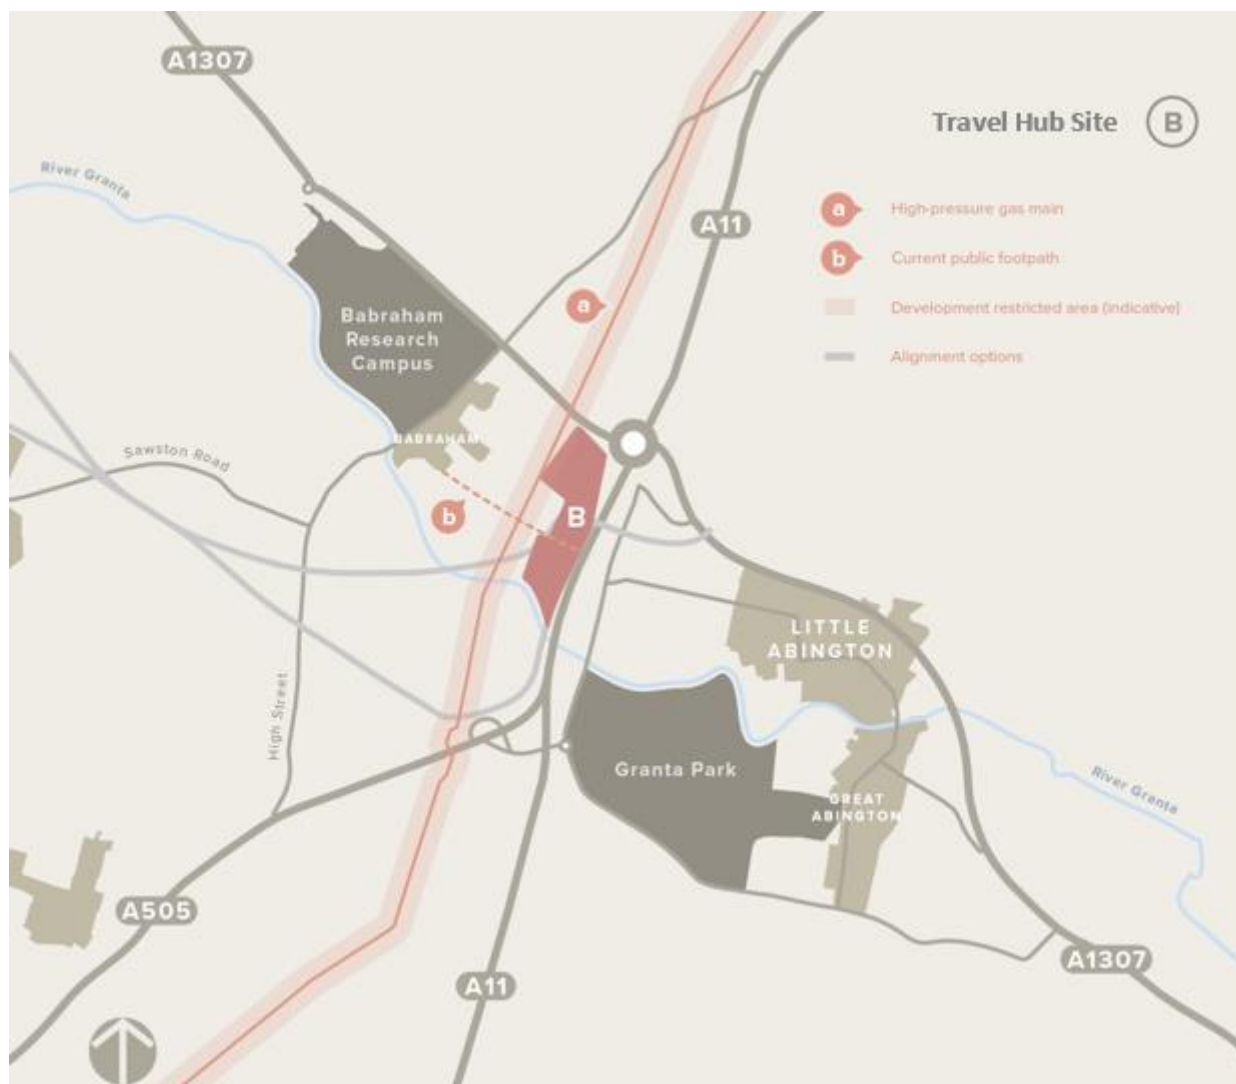 A1307
Travel Hub Site B
River Granta
a High-pressure gas main
A11
b Current public footpath
a
Development restricted area (indicative)
Babraham
Research
Campus
Alignment options
BABRAHAM
Sawston Road
b
B
LITTLE
ABINGTON
High Street
Granta Park
River Granta
GREAT
ABINGTON
A505
A1307
A11